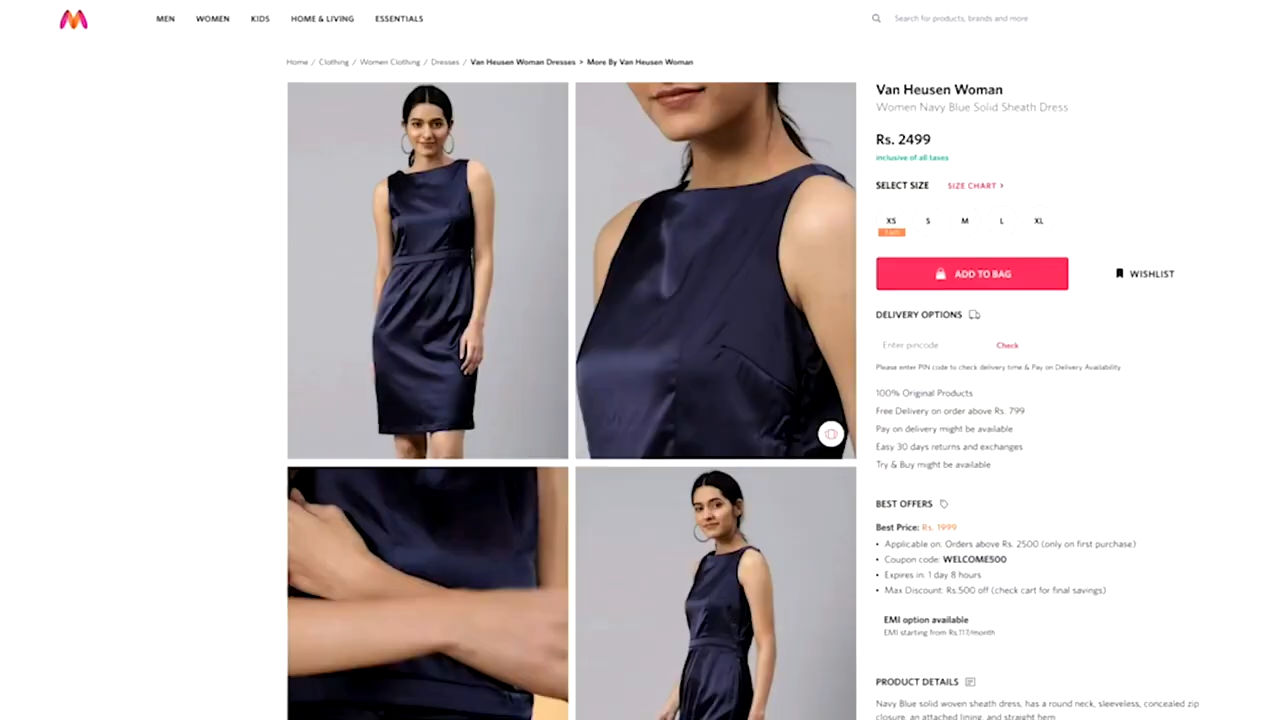 MEN WOMEN KIDS HOME & LIVING ESSENTIALS
Search for products, brands and more
Home / Clothing / Women Clothing / Dresses / Van Heusen Woman Dresses > More By Van Heusen Woman
Van Heusen Woman
Women Navy Blue Solid Sheath Dress
Rs. 2499
inclusive of all taxes
SELECT SIZE SIZE CHART >
XS S M L XL
ADD TO BAG WISHLIST
DELIVERY OPTIONS
Enter pincode Check
Please enter PIN code to check delivery time & Pay on Delivery Availability
100% Original Products
Free Delivery on order above Rs. 799
Pay on delivery might be available
Easy 30 days returns and exchanges
Try & Buy might be available
BEST OFFERS
Best Price: Rs. 1999
• Applicable on: Orders above Rs. 2500 (only on first purchase)
• Coupon code: WELCOME500
• Expires in: 1 day 8 hours
• Max Discount: Rs.500 off (check cart for final savings)
EMI option available
EMI starting from Rs.117/month
PRODUCT DETAILS
Navy Blue solid woven sheath dress, has a round neck, sleeveless, concealed zip
closure, an attached lining, and straight hem